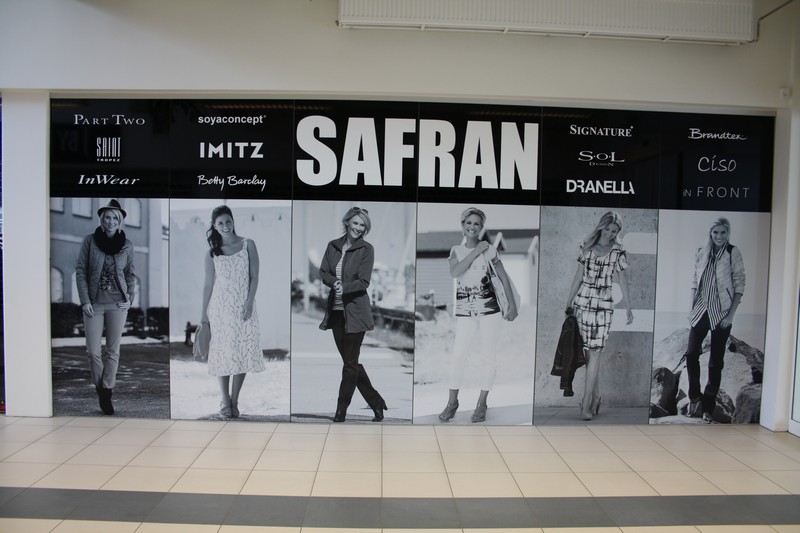 PART TWO
SAINT
TROPEZ
InWear
soyaconcept®
IMITZ
Betty Barclay
SAFRAN
SIGNATURE®
SOL
DESIGN
DRANELLA
Brandtex
Ciso
iN FRONT